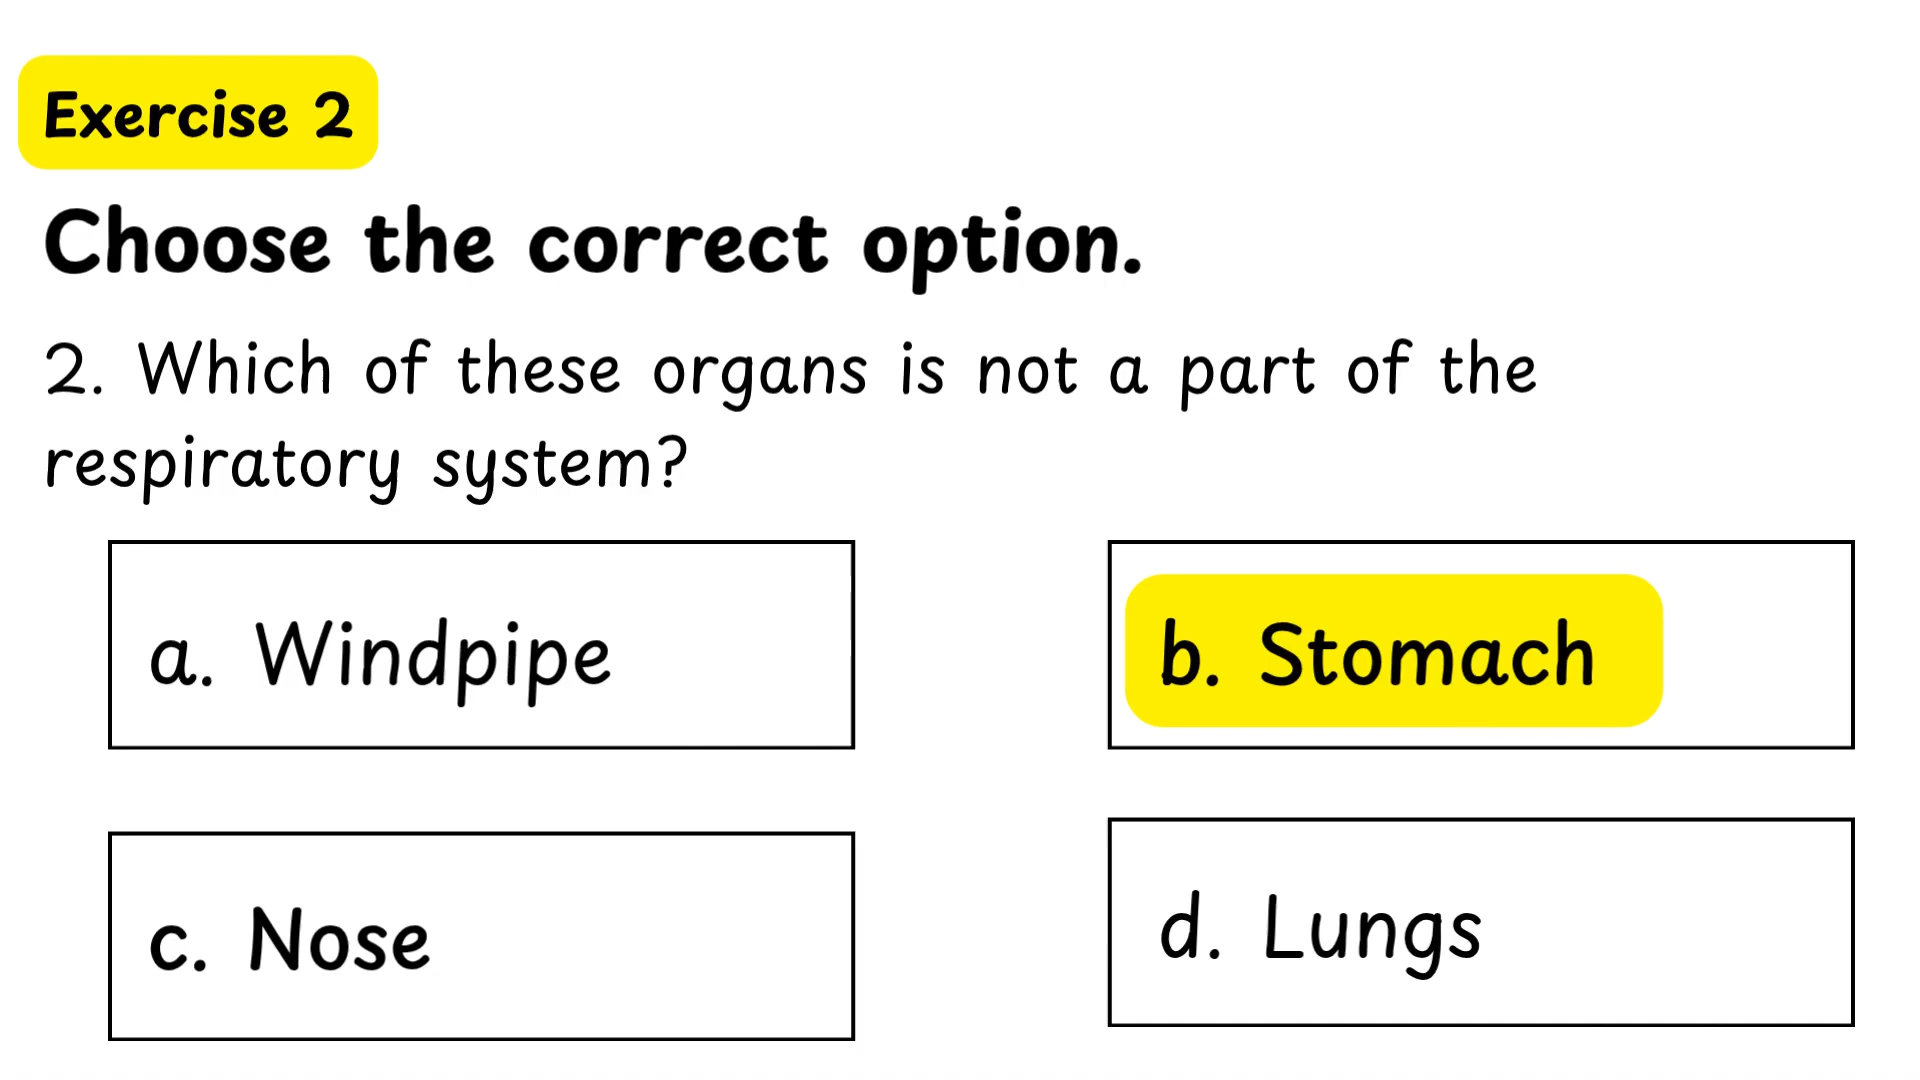 Exercise 2
Choose the correct option.
2. Which of these organs is not a part of the
respiratory system?
a. Windpipe
b. Stomach
c. Nose
d. Lungs